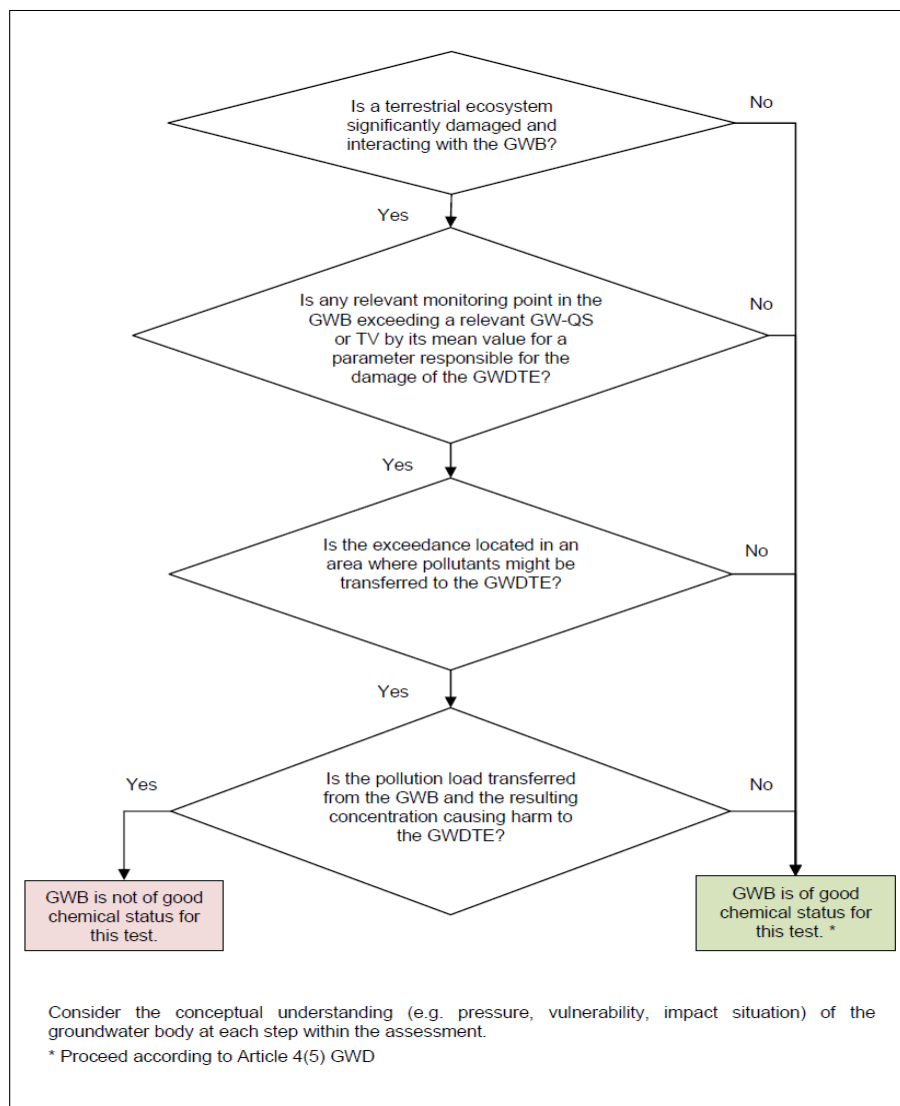 Is a terrestrial ecosystem
significantly damaged and
interacting with the GWB?
No
Yes
Is any relevant monitoring point in the
GWB exceeding a relevant GW-QS
or TV by its mean value for a
parameter responsible for the
damage of the GWDTE?
No
Yes
Is the exceedance located in an
area where pollutants might be
transferred to the GWDTE?
No
Yes
Is the pollution load transferred
from the GWB and the resulting
concentration causing harm to
the GWDTE?
Yes
No
GWB is not of good
chemical status for
this test.
GWB is of good
chemical status for
this test. *
Consider the conceptual understanding (e.g. pressure, vulnerability, impact situation) of the
groundwater body at each step within the assessment.
* Proceed according to Article 4(5) GWD